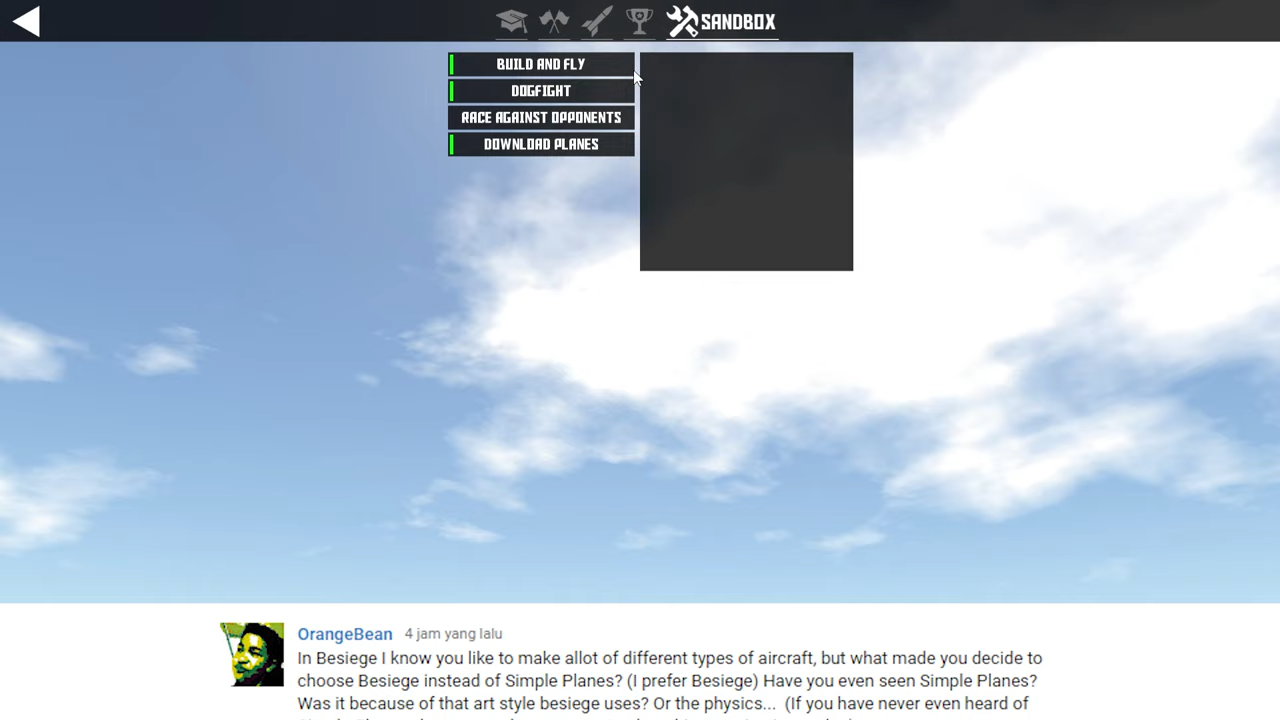 SANDBOX
BUILD AND FLY
DOGFIGHT
RACE AGAINST OPPONENTS
DOWNLOAD PLANES
OrangeBean 4 jam yang lalu
In Besiege I know you like to make allot of different types of aircraft, but what made you decide to
choose Besiege instead of Simple Planes? (I prefer Besiege) Have you even seen Simple Planes?
Was it because of that art style besiege uses? Or the physics... (If you have never even heard of